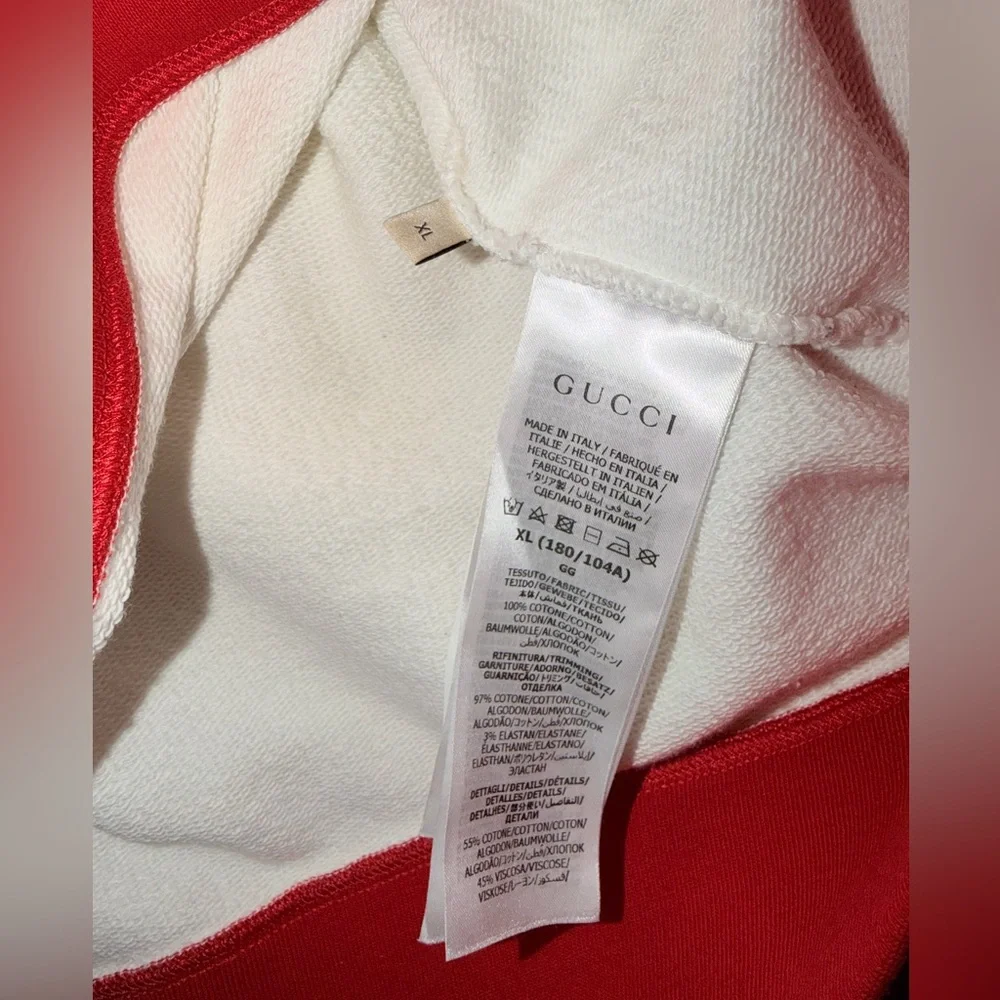 XL
GUCCI
MADE IN ITALY / FABRIQUÉ EN
ITALIE / HECHO EN ITALIA /
HERGESTELLT IN ITALIEN /
FABRICADO EM ITÁLIA /
イタリア製 / صنع في ايطاليا /
СДЕЛАНО В ИТАЛИИ
XL (180/104A)
GG
TESSUTO/FABRIC/TISSU/
TEJIDO/GEWEBE/TECIDO/
本体/قماش/ТКАНЬ
100% COTONE/COTTON/
COTON/ALGODON/
BAUMWOLLE/ALGODÃO/コットン/
قطن/ХЛОПОК
RIFINITURA/TRIMMING/
GARNITURE/ADORNO/BESATZ/
GUARNIÇÃO/トリミング/حافات/
ОТДЕЛКА
97% COTONE/COTTON/COTON/
ALGODON/BAUMWOLLE/
ALGODÃO/コットン/قطن/ХЛОПОК
3% ELASTAN/ELASTANE/
ÉLASTHANNE/ELASTANO/
ELASTHAN/ポリウレタン/إيلاستين/
ЭЛАСТАН
DETTAGLI/DETAILS/DÉTAILS/
DETALLES/DETAILS/
DETALHES/部分使い/التفاصيل/
ДЕТАЛИ
55% COTONE/COTTON/COTON/
ALGODON/BAUMWOLLE/
ALGODÃO/コットン/قطن/ХЛОПОК
45% VISCOSA/VISCOSE/
VISKOSE/レーヨン/فسكوز/